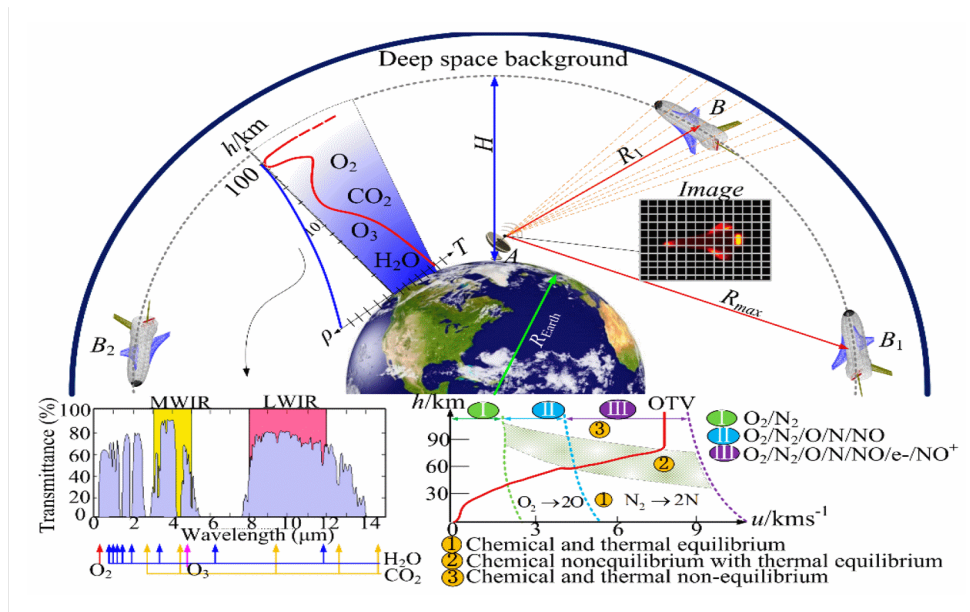 Deep space background
h/km
100
10
O₂
CO₂
O₃
H₂O
T
ρ
H
A
R₁
B
Image
R_max
B₁
B₂
R_Earth
MWIR
LWIR
Transmittance (%)
100
80
60
40
20
0
0 2 4 6 8 10 12 14
Wavelength (μm)
O₂
O₃
H₂O
CO₂
h/km
I
II
III
OTV
90
60
30
0
3
6
9
u/kms⁻¹
3
2
1
O₂→2O
N₂→2N
I O₂/N₂
II O₂/N₂/O/N/NO
III O₂/N₂/O/N/NO/e-/NO⁺
1 Chemical and thermal equilibrium
2 Chemical nonequilibrium with thermal equilibrium
3 Chemical and thermal non-equilibrium